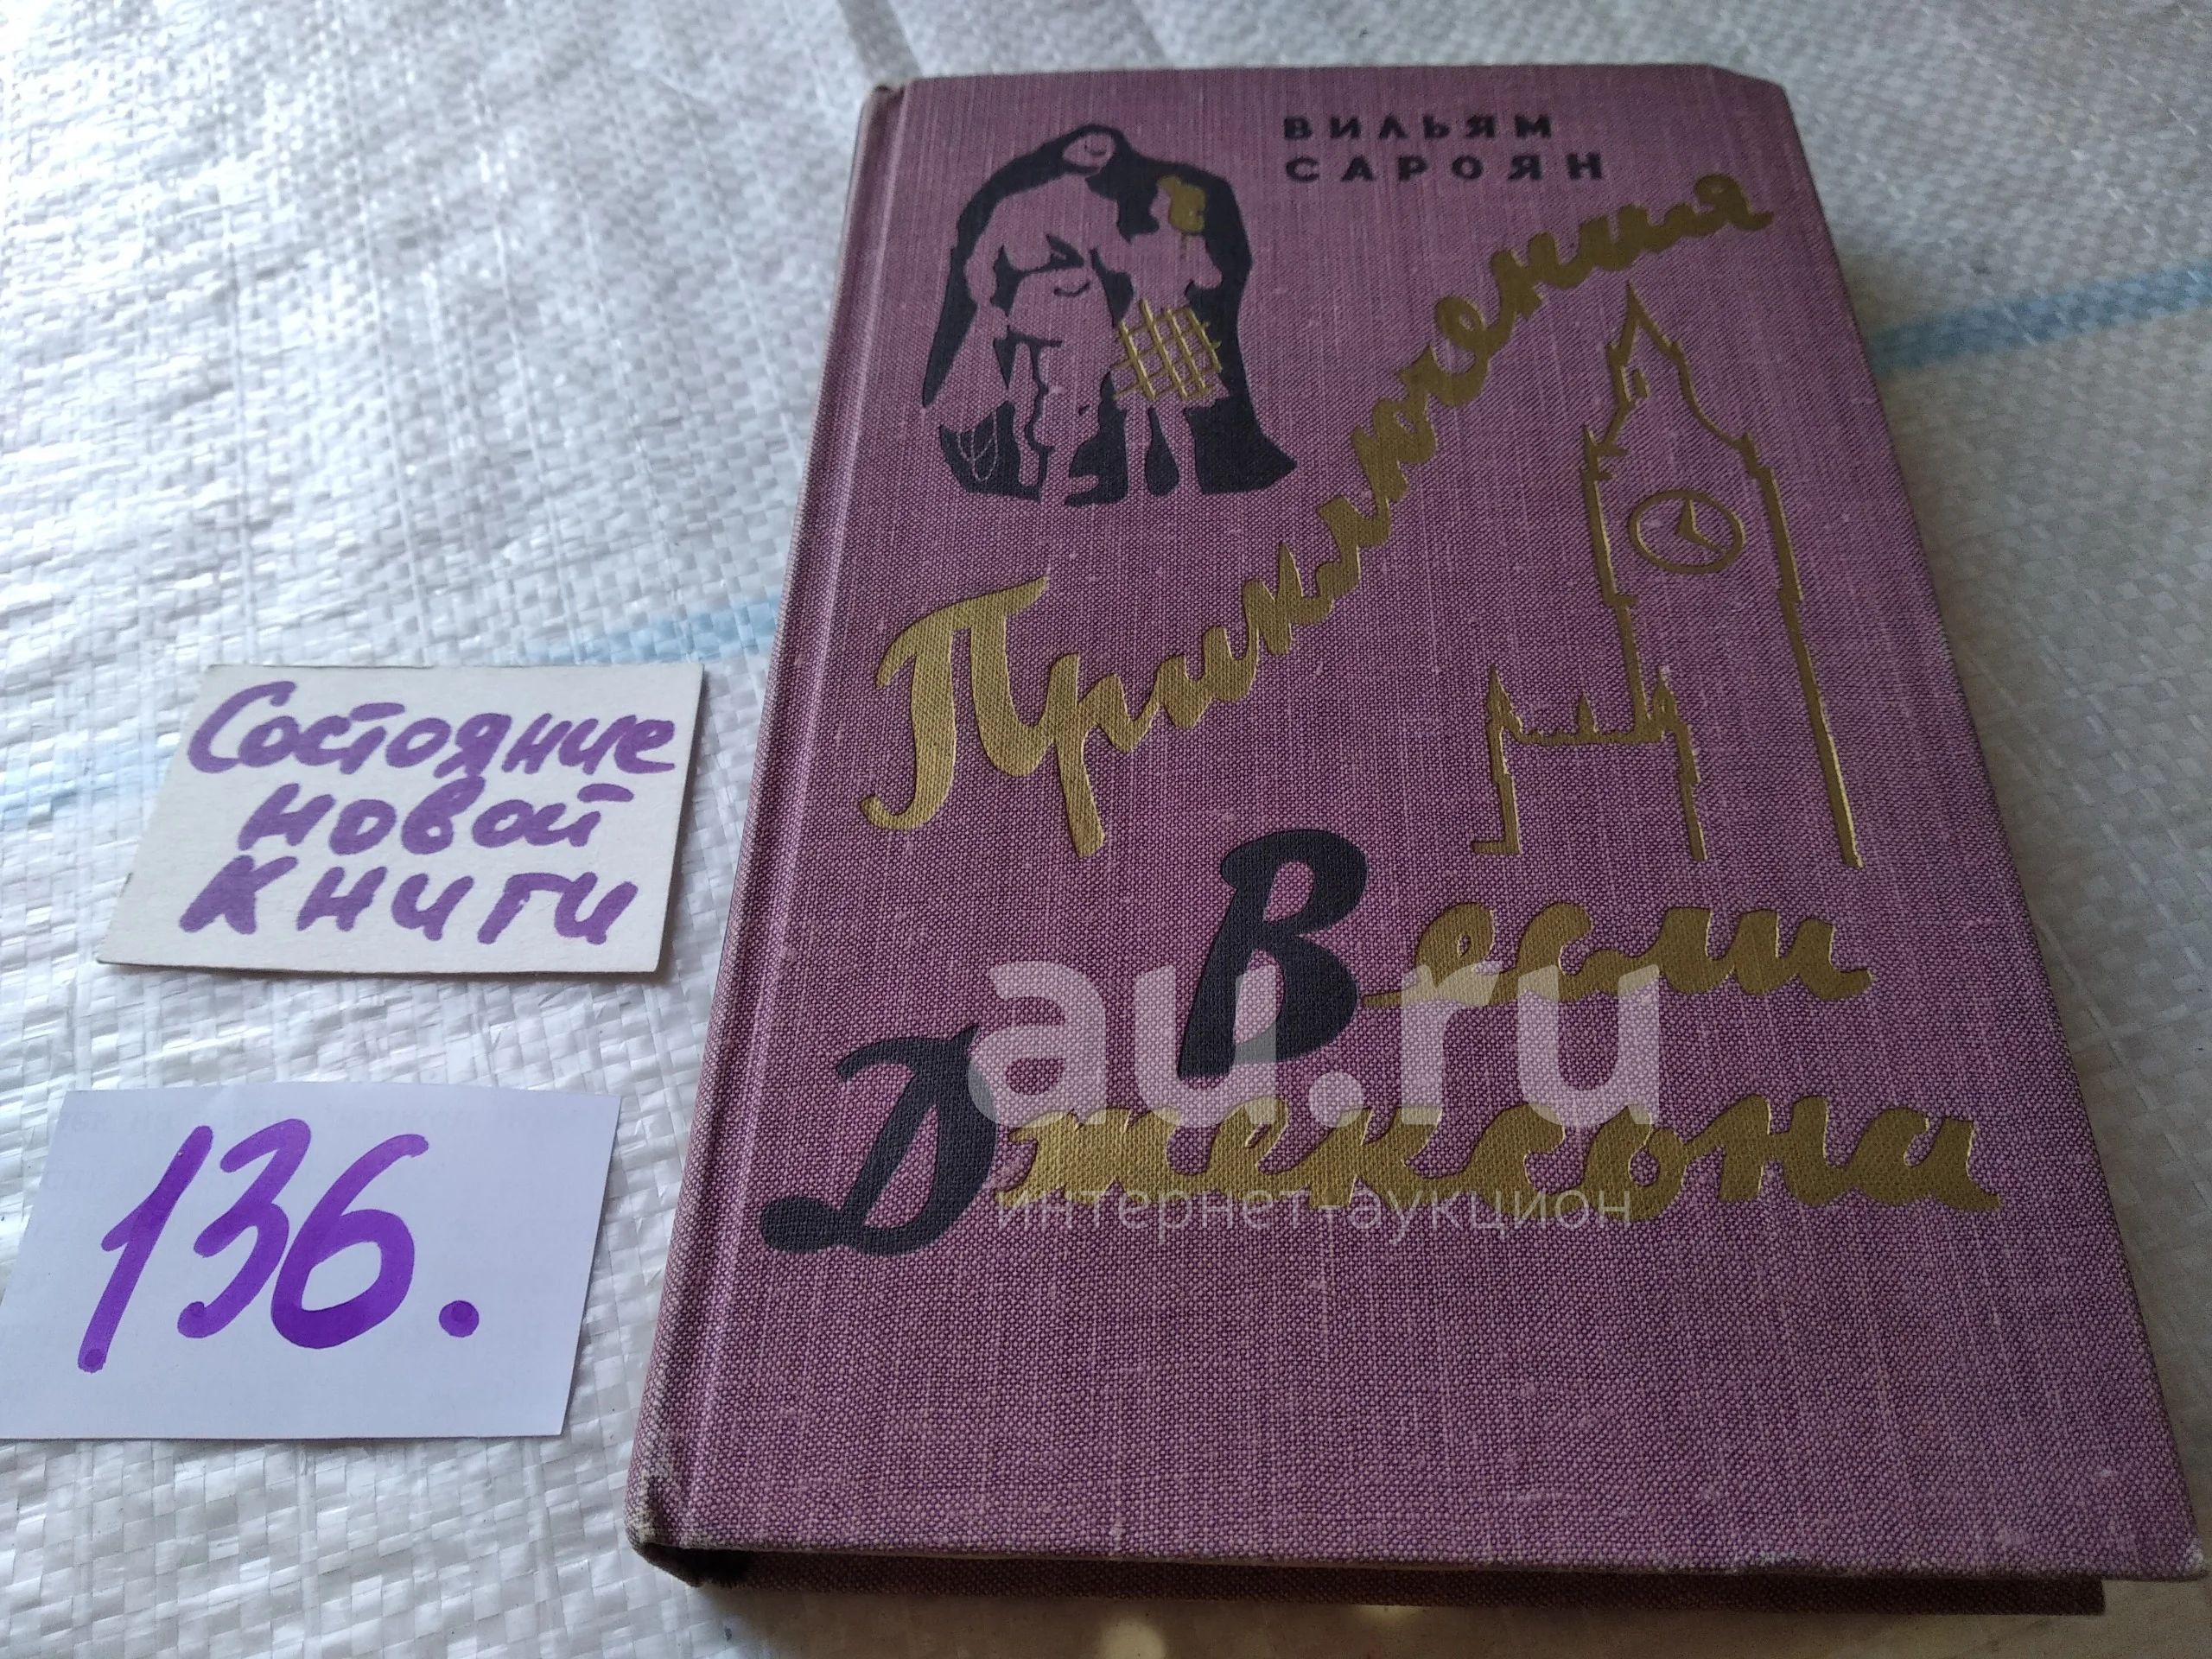 ВИЛЬЯМ
САРОЯН
Приключения
Весли
Джексона
Состояние
новой
книги
136.
au.ru
интернет-аукцион